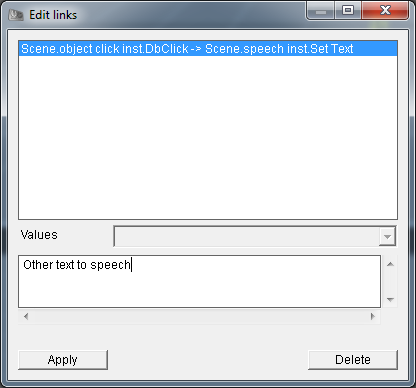 Edit links
Scene.object click inst.DbClick -> Scene.speech inst.Set Text
Values
Other text to speech
Apply
Delete